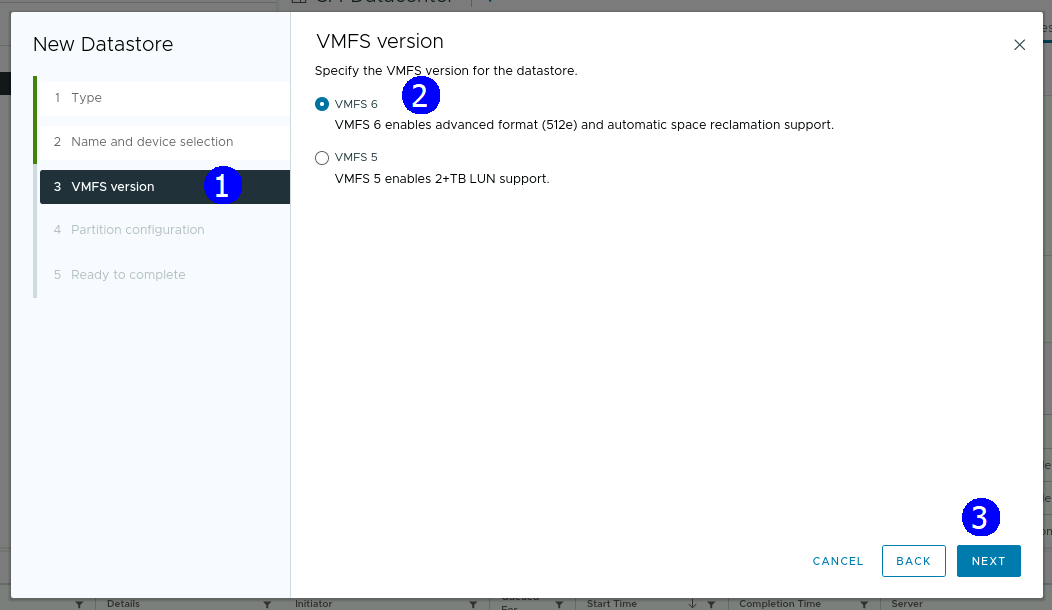 New Datastore
1 Type
2 Name and device selection
3 VMFS version
1
4 Partition configuration
5 Ready to complete
VMFS version
Specify the VMFS version for the datastore.
VMFS 6
2
VMFS 6 enables advanced format (512e) and automatic space reclamation support.
VMFS 5
VMFS 5 enables 2+TB LUN support.
3
CANCEL
BACK
NEXT
Details
Initiator
For
Start Time
Completion Time
Server